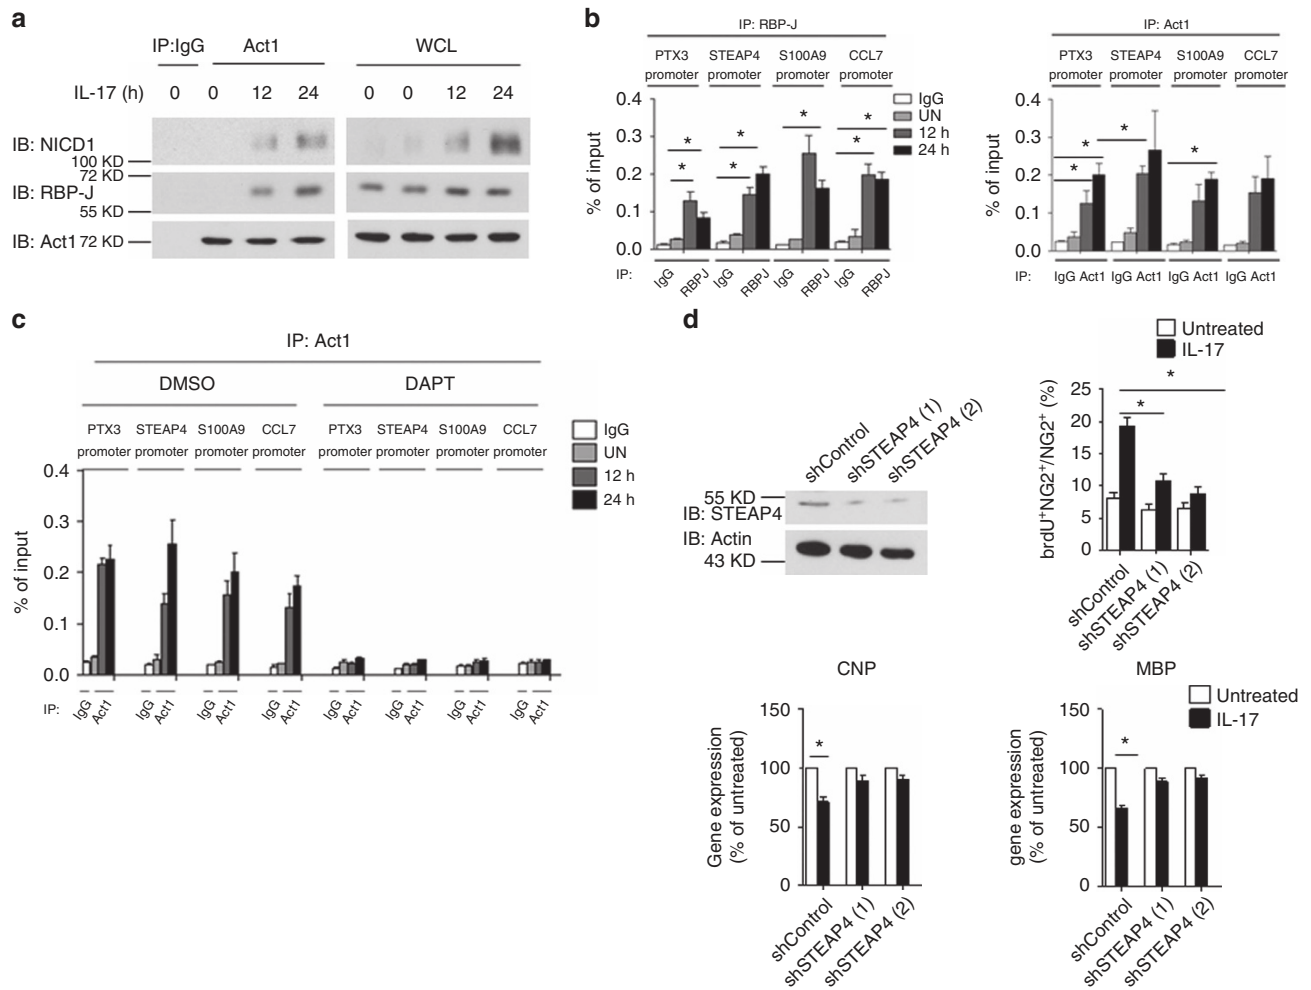 a
IP:IgG Act1 WCL
IL-17 (h) 0 0 12 24 0 0 12 24
IB: NICD1
100 KD
72 KD
IB: RBP-J
55 KD
IB: Act1 72 KD
b
IP: RBP-J
PTX3 promoter STEAP4 promoter S100A9 promoter CCL7 promoter
IgG
UN
12 h
24 h
% of input
0.4
0.3
0.2
0.1
0.0
* * * * * * *
IP: IgG RBPJ IgG RBPJ IgG RBPJ IgG RBPJ
IP: Act1
PTX3 promoter STEAP4 promoter S100A9 promoter CCL7 promoter
% of input
0.4
0.3
0.2
0.1
0.0
* * * *
IP: IgG Act1 IgG Act1 IgG Act1 IgG Act1
c
IP: Act1
DMSO DAPT
PTX3 promoter STEAP4 promoter S100A9 promoter CCL7 promoter PTX3 promoter STEAP4 promoter S100A9 promoter CCL7 promoter
IgG
UN
12 h
24 h
% of input
0.4
0.3
0.2
0.1
0.0
IP: IgG Act1 IgG Act1 IgG Act1 IgG Act1 IgG Act1 IgG Act1 IgG Act1 IgG Act1
d
shControl shSTEAP4 (1) shSTEAP4 (2)
55 KD
IB: STEAP4
IB: Actin
43 KD
Untreated
IL-17
brdU⁺NG2⁺/NG2⁺ (%)
25
20
15
10
5
0
* *
shControl shSTEAP4 (1) shSTEAP4 (2)
CNP
Gene expression
(% of untreated)
150
100
50
0
*
shControl shSTEAP4 (1) shSTEAP4 (2)
MBP
Untreated
IL-17
gene expression
(% of untreated)
150
100
50
0
*
shControl shSTEAP4 (1) shSTEAP4 (2)